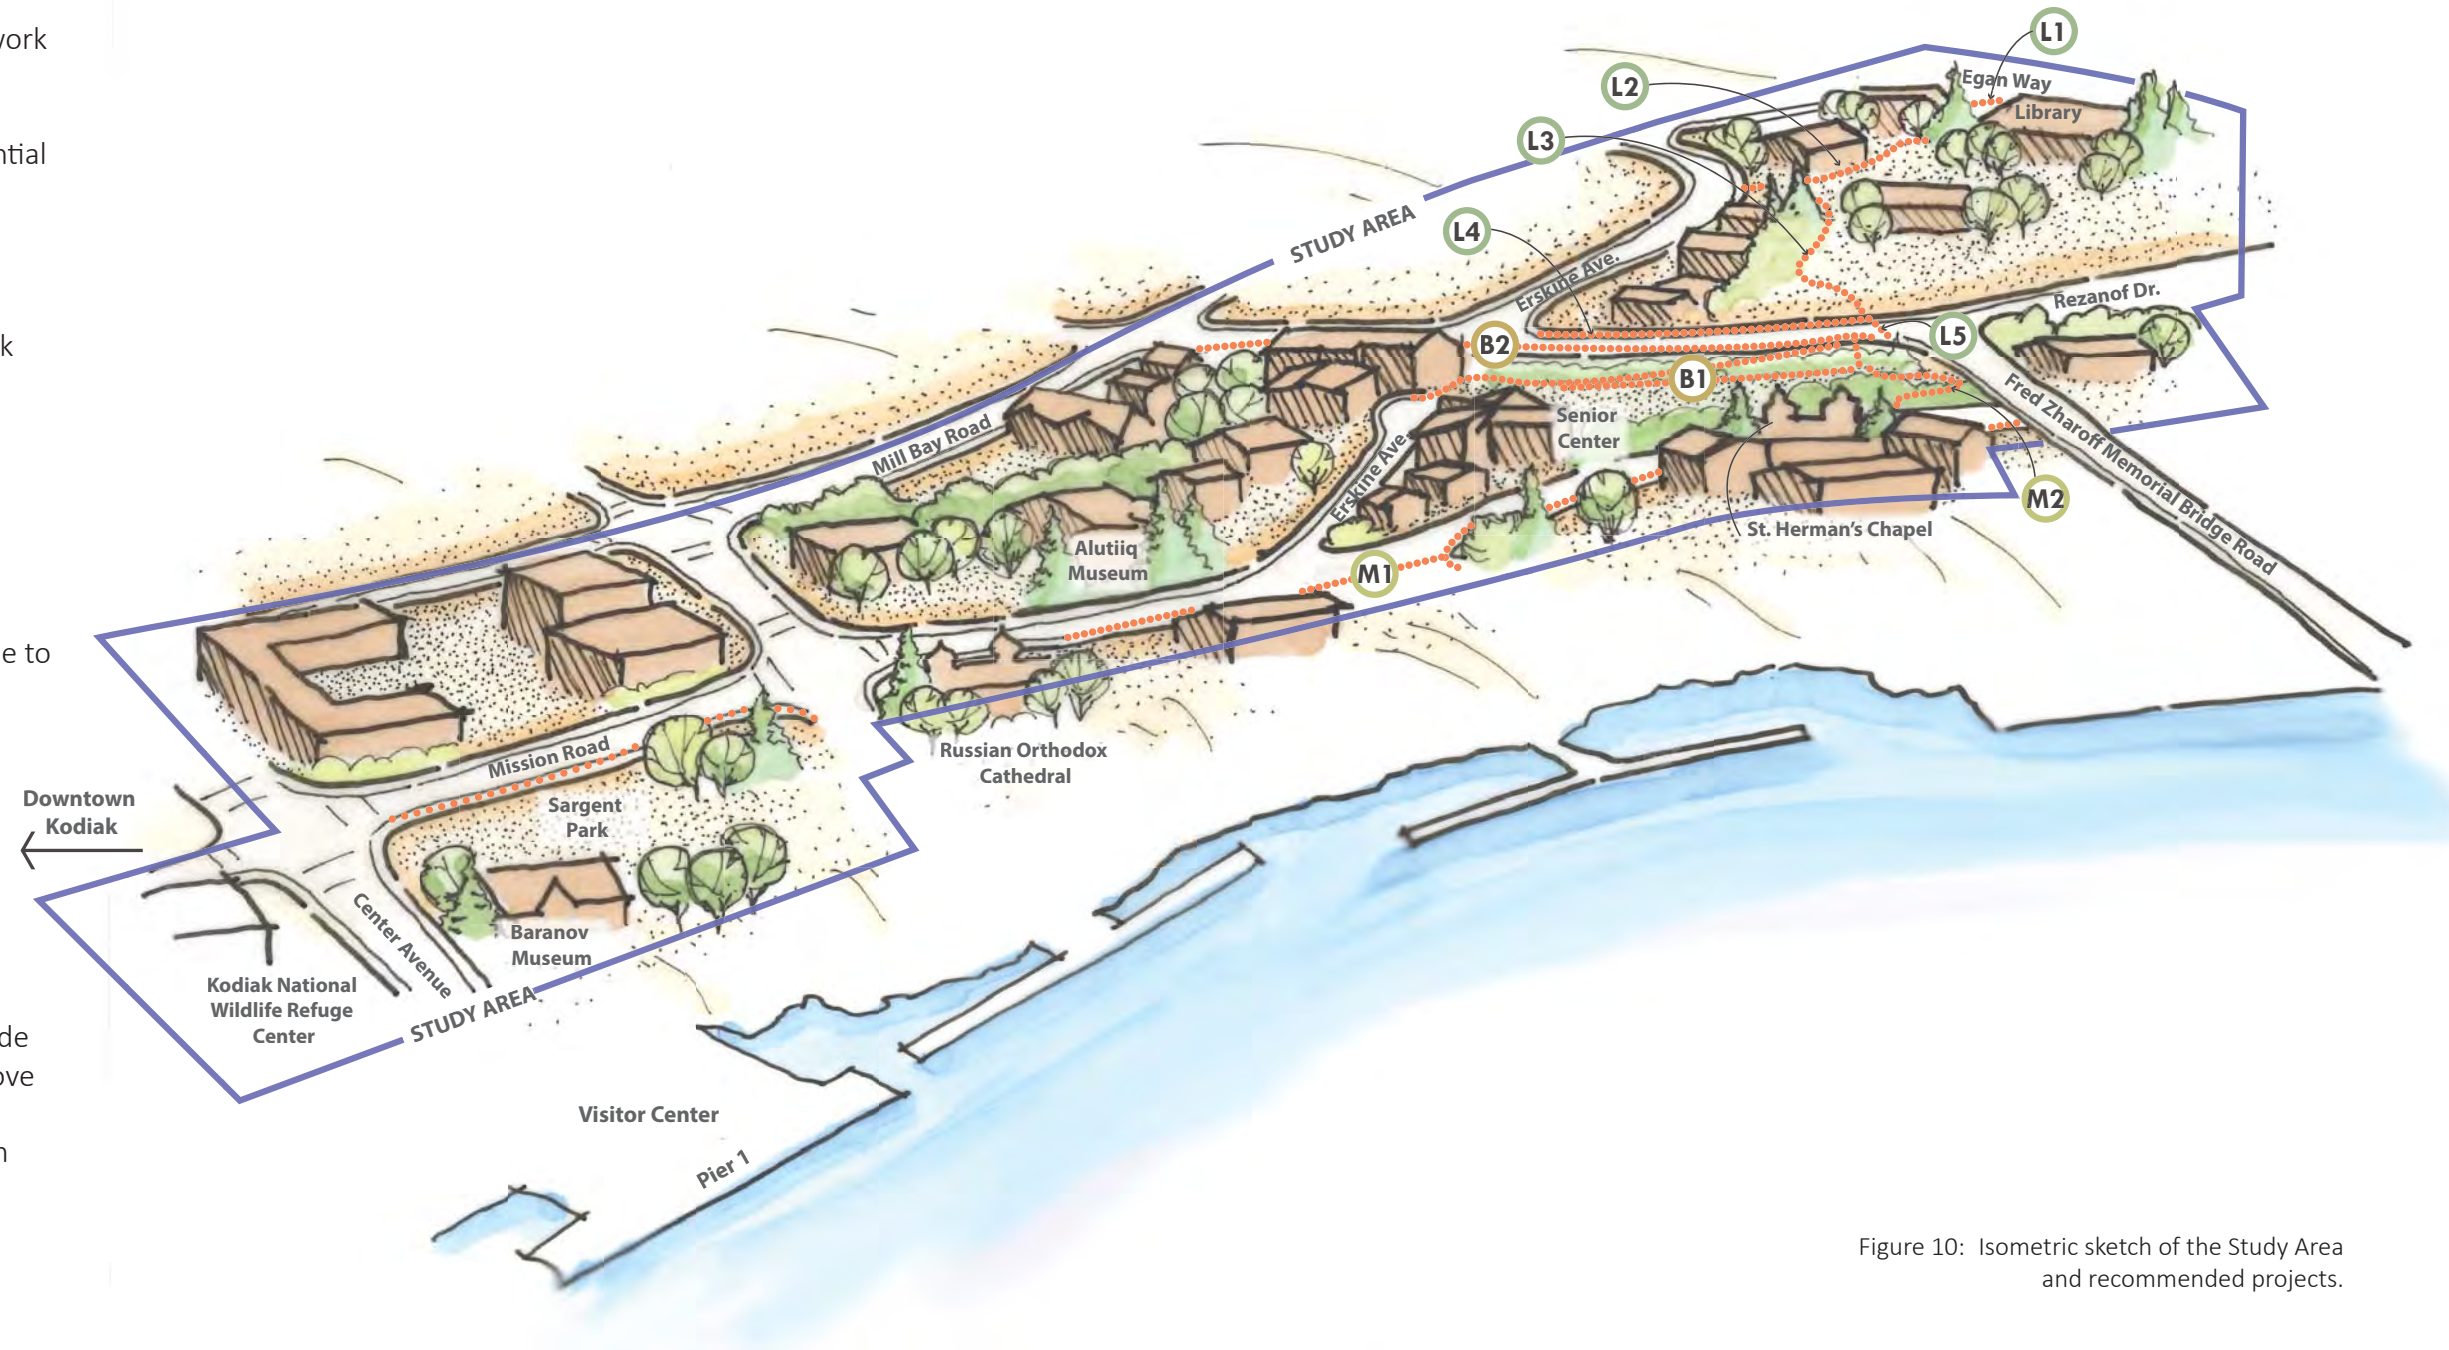 vork
L1
L2
Egan Way
Library
L3
ntial
STUDY AREA
L4
Erskine Ave.
Rezanof Dr.
B2
L5
k
B1
Fred Zharoff Memorial Bridge Road
Senior
Center
Mill Bay Road
Erskine Ave.
M2
St. Herman's Chapel
Alutiiq
Museum
M1
e to
Mission Road
Russian Orthodox
Cathedral
Downtown
Kodiak
Sargent
Park
Center Avenue
Baranov
Museum
Kodiak National
Wildlife Refuge
Center
STUDY AREA
de
ove
Visitor Center
n
Pier 1
Figure 10: Isometric sketch of the Study Area
and recommended projects.